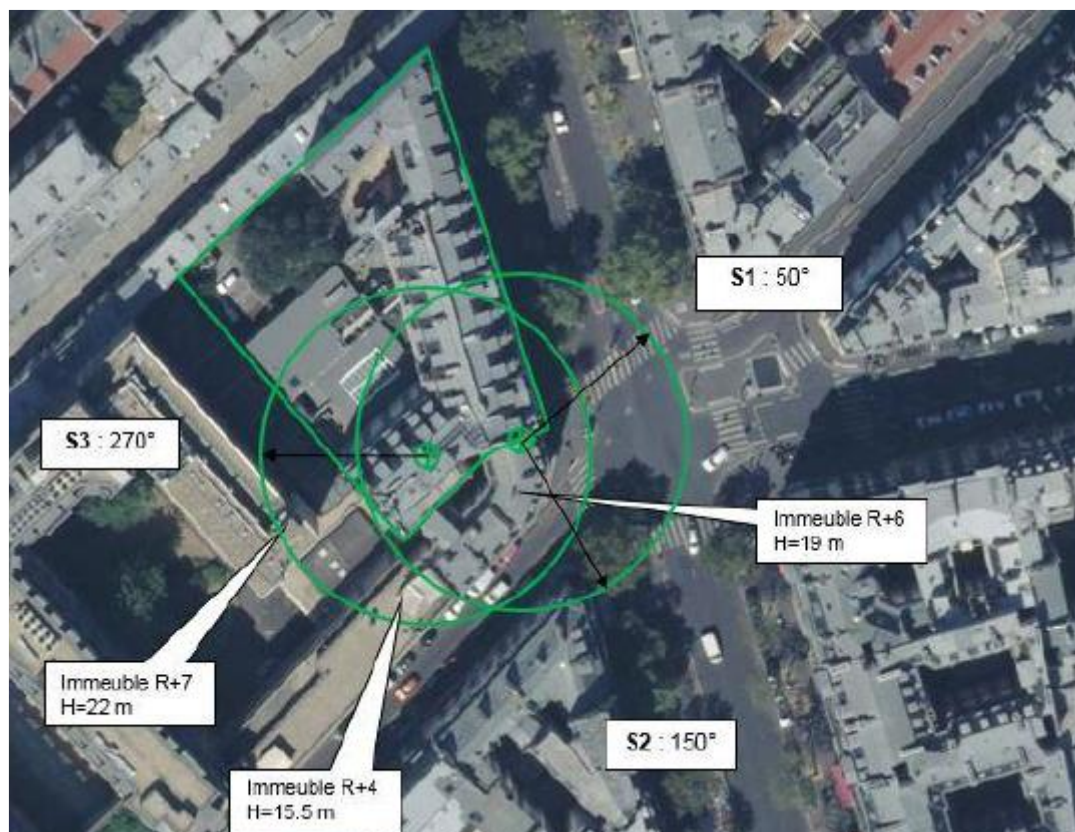 S1 : 50°
S3 : 270°
Immeuble R+6
H=19 m
Immeuble R+7
H=22 m
S2 : 150°
Immeuble R+4
H=15.5 m